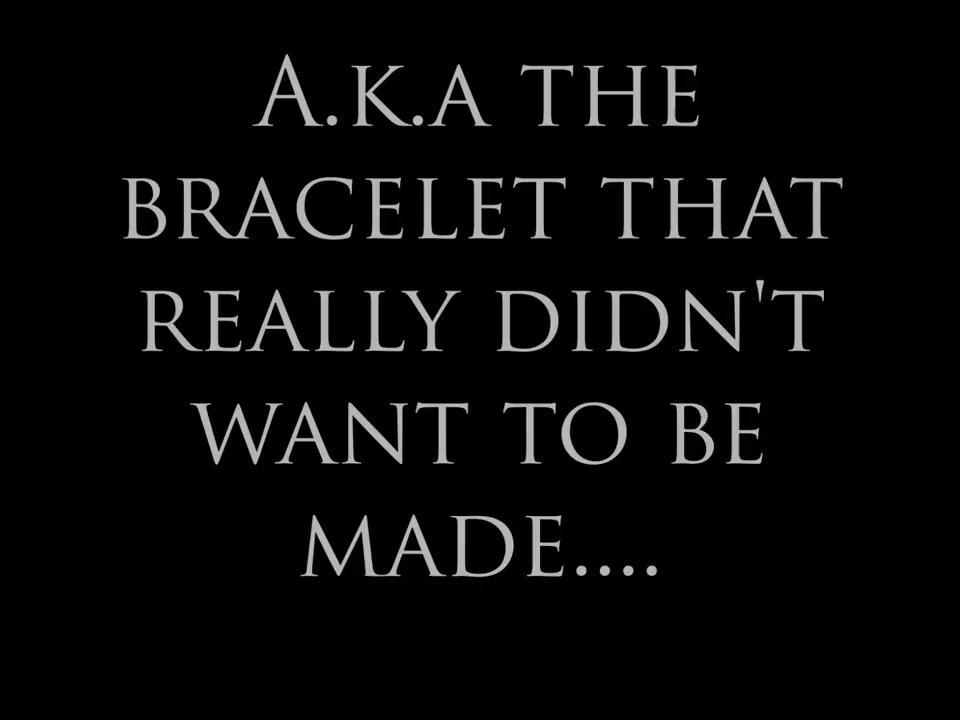 A.K.A THE
BRACELET THAT
REALLY DIDN'T
WANT TO BE
MADE....